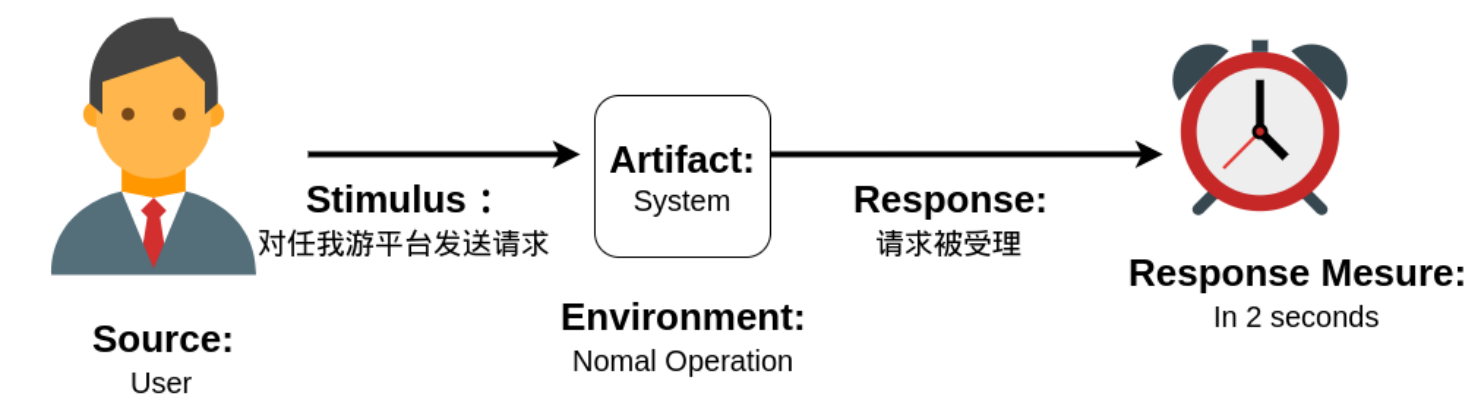 Source:
User
Stimulus：
对任我游平台发送请求
Artifact:
System
Environment:
Nomal Operation
Response:
请求被受理
Response Mesure:
In 2 seconds